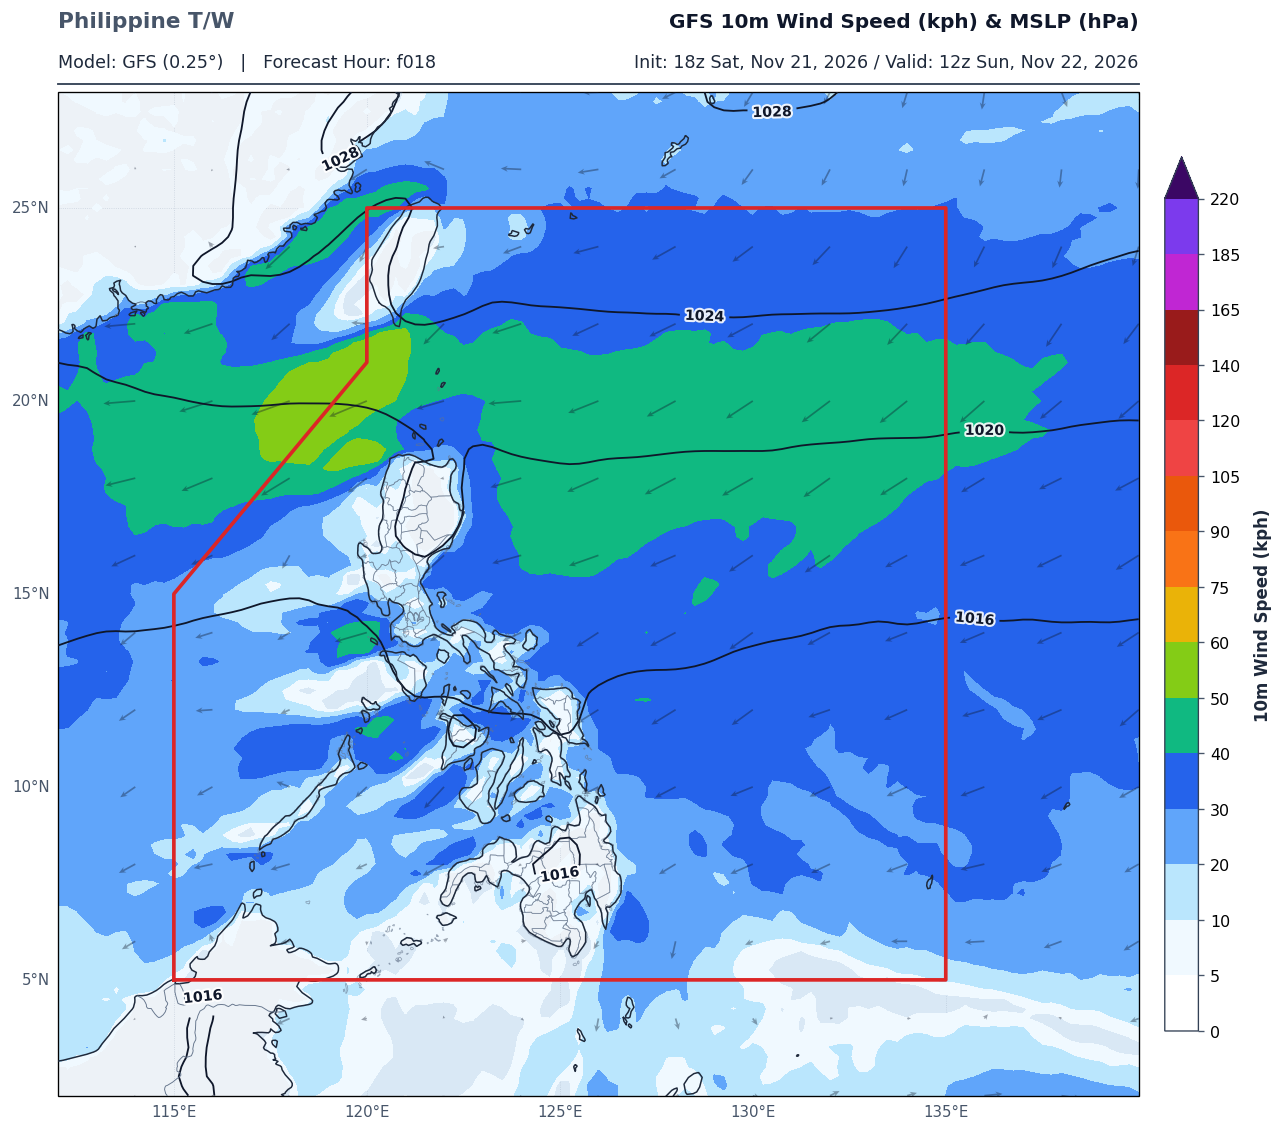 Philippine T/W
GFS 10m Wind Speed (kph) & MSLP (hPa)
Model: GFS (0.25°) | Forecast Hour: f018
Init: 18z Sat, Nov 21, 2026 / Valid: 12z Sun, Nov 22, 2026
1028
1028
1024
1020
1016
1016
1016
25°N
20°N
15°N
10°N
5°N
115°E
120°E
125°E
130°E
135°E
220
185
165
140
120
120
105
90
75
60
50
40
30
20
10
5
0
10m Wind Speed (kph)